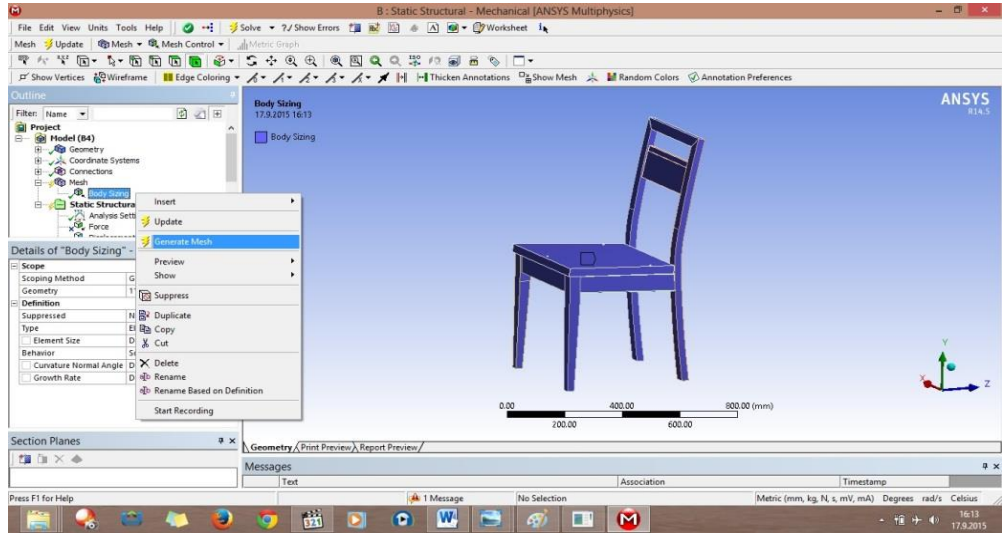 B : Static Structural - Mechanical [ANSYS Multiphysics]
File Edit View Units Tools Help Solve ?/ Show Errors Worksheet
Mesh Update Mesh Mesh Control Metric Graph
Show Vertices Wireframe Edge Coloring Thicken Annotations Show Mesh Random Colors Annotation Preferences
Outline
Filter: Name
Project
Model (B4)
Geometry
Coordinate Systems
Connections
Mesh
Body Sizing
Static Structura
Analysis Setti
Force
Insert
Update
Generate Mesh
Preview
Show
Suppress
Duplicate
Copy
Cut
Delete
Rename
Rename Based on Definition
Start Recording
Details of "Body Sizing" -
Scope
Scoping Method G
Geometry 1
Definition
Suppressed N
Type El
Element Size D
Behavior So
Curvature Normal Angle D
Growth Rate D
Section Planes
Body Sizing
17.9.2015 16:13
Body Sizing
ANSYS
R14.5
Y
X
Z
0.00 400.00 800.00 (mm)
200.00 600.00
Geometry Print Preview Report Preview
Messages
Text Association Timestamp
Press F1 for Help 1 Message No Selection Metric (mm, kg, N, s, mV, mA) Degrees rad/s Celsius
16:13
17.9.2015